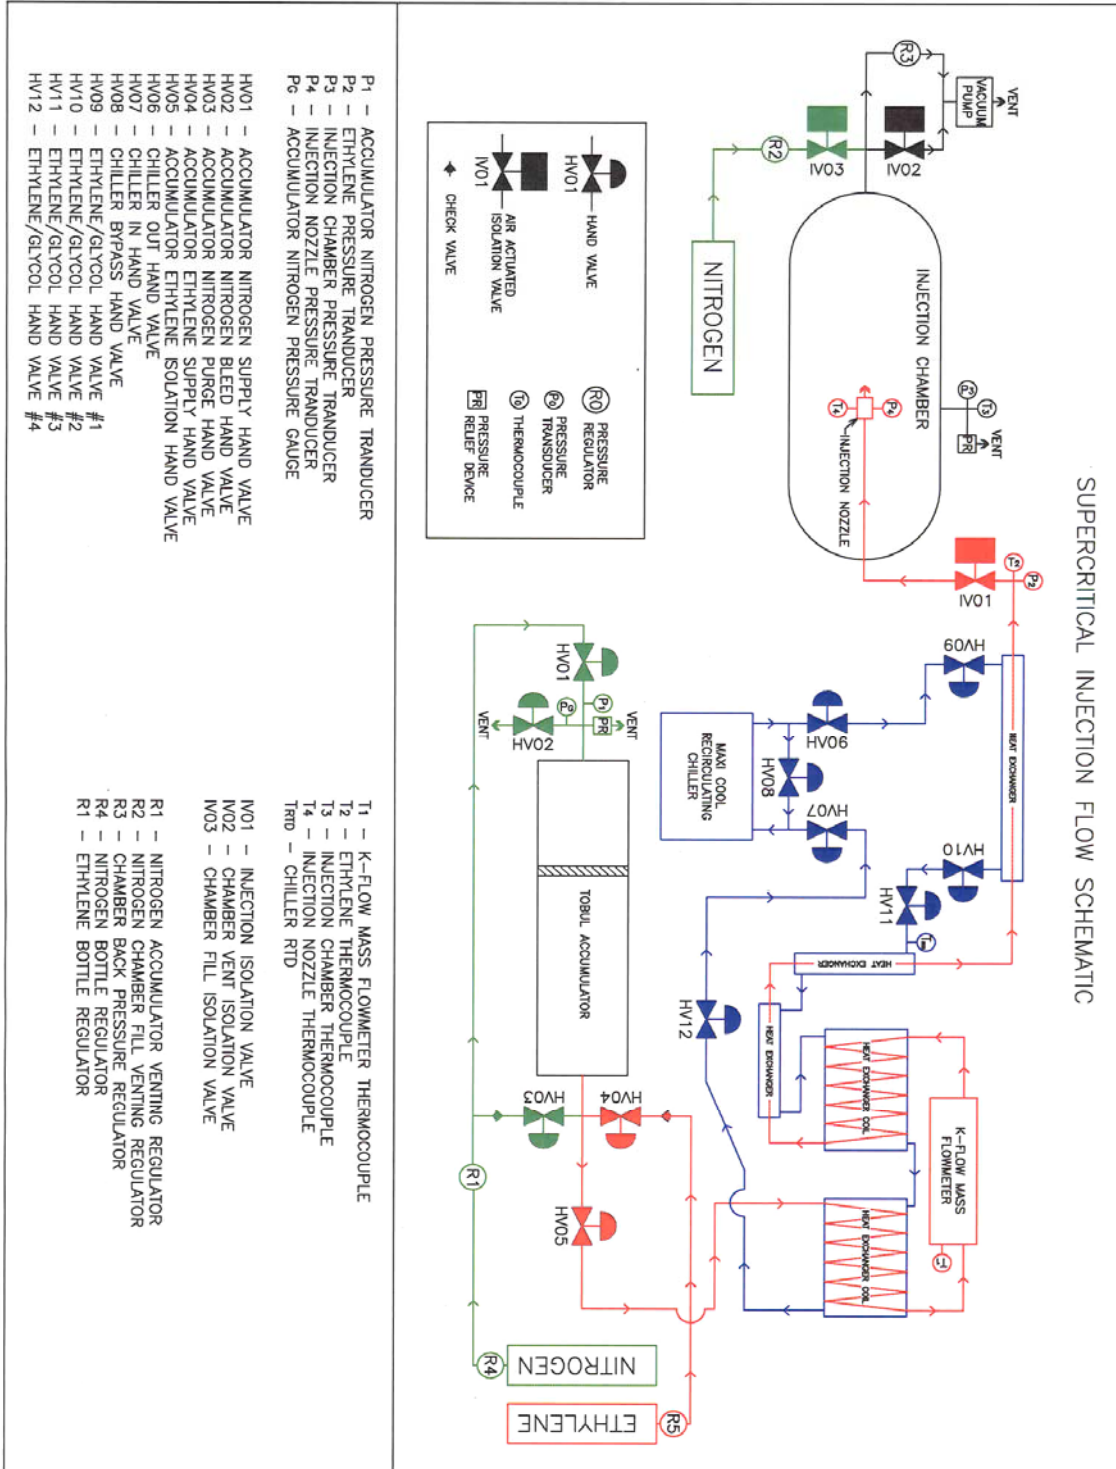 SUPERCRITICAL INJECTION FLOW SCHEMATIC
VENT
VACUUM
PUMP
R3
IV02
IV03
R2
NITROGEN
INJECTION CHAMBER
P3
T3
PR
VENT
P4
T4
INJECTION NOZZLE
IV01
T2
P2
HEAT EXCHANGER
HV09
HV10
HV11
HV06
HV08
HV07
MAXI COOL
RECIRCULATING
CHILLER
HEAT EXCHANGER
HEAT EXCHANGER
HV12
HEAT EXCHANGER COIL
HEAT EXCHANGER COIL
K-FLOW MASS
FLOWMETER
T1
HV01
P1
PG
PR
VENT
HV02
VENT
TOBUL ACCUMULATOR
HV03
HV04
HV05
R1
R4
NITROGEN
R5
ETHYLENE
HV01
HAND VALVE
IV01
AIR ACTUATED
ISOLATION VALVE
CHECK VALVE
R0
PRESSURE
REGULATOR
P0
PRESSURE
TRANSDUCER
T0
THERMOCOUPLE
PR
PRESSURE
RELIEF DEVICE
P1 - ACCUMULATOR NITROGEN PRESSURE TRANDUCER
P2 - ETHYLENE PRESSURE TRANDUCER
P3 - INJECTION CHAMBER PRESSURE TRANDUCER
P4 - INJECTION NOZZLE PRESSURE TRANDUCER
PG - ACCUMULATOR NITROGEN PRESSURE GAUGE
HV01 - ACCUMULATOR NITROGEN SUPPLY HAND VALVE
HV02 - ACCUMULATOR NITROGEN BLEED HAND VALVE
HV03 - ACCUMULATOR NITROGEN PURGE HAND VALVE
HV04 - ACCUMULATOR ETHYLENE SUPPLY HAND VALVE
HV05 - ACCUMULATOR ETHYLENE ISOLATION HAND VALVE
HV06 - CHILLER OUT HAND VALVE
HV07 - CHILLER IN HAND VALVE
HV08 - CHILLER BYPASS HAND VALVE
HV09 - ETHYLENE/GLYCOL HAND VALVE #1
HV10 - ETHYLENE/GLYCOL HAND VALVE #2
HV11 - ETHYLENE/GLYCOL HAND VALVE #3
HV12 - ETHYLENE/GLYCOL HAND VALVE #4
T1 - K-FLOW MASS FLOWMETER THERMOCOUPLE
T2 - ETHYLENE THERMOCOUPLE
T3 - INJECTION CHAMBER THERMOCOUPLE
T4 - INJECTION NOZZLE THERMOCOUPLE
TRTD - CHILLER RTD
IV01 - INJECTION ISOLATION VALVE
IV02 - CHAMBER VENT ISOLATION VALVE
IV03 - CHAMBER FILL ISOLATION VALVE
R1 - NITROGEN ACCUMULATOR VENTING REGULATOR
R2 - NITROGEN CHAMBER FILL VENTING REGULATOR
R3 - CHAMBER BACK PRESSURE REGULATOR
R4 - NITROGEN BOTTLE REGULATOR
R1 - ETHYLENE BOTTLE REGULATOR